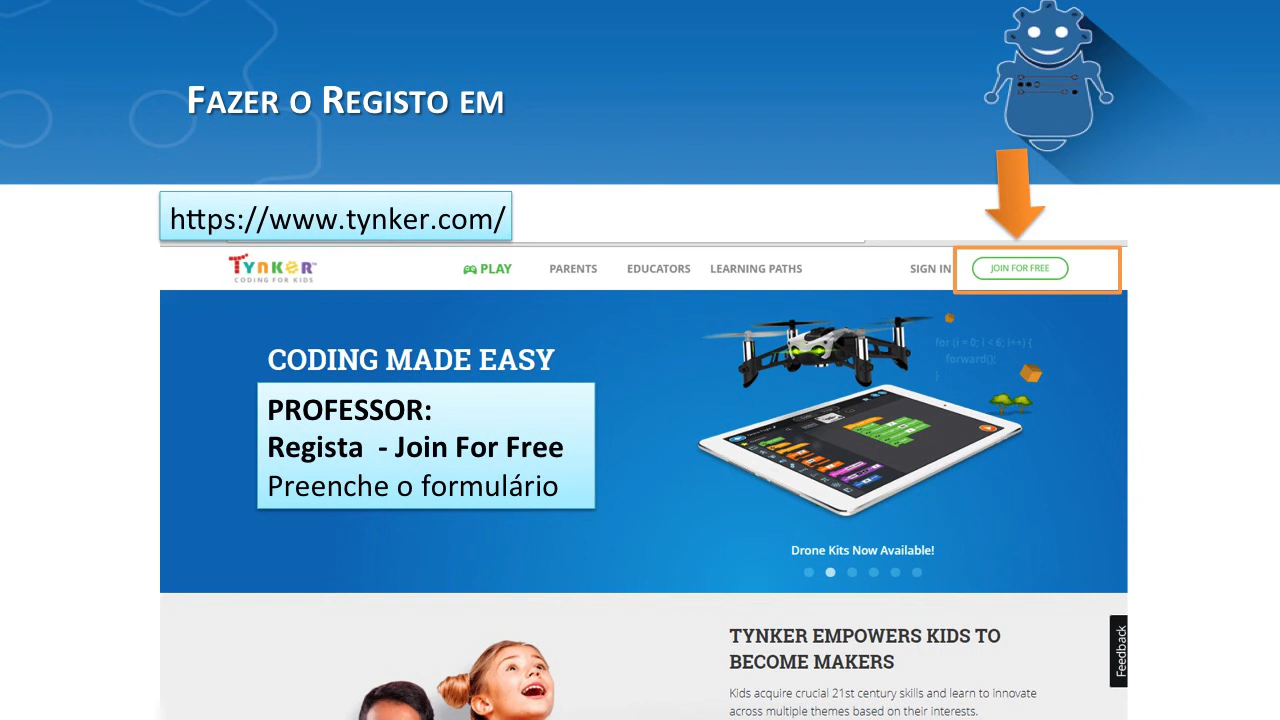 FAZER O REGISTO EM
https://www.tynker.com/
TYNKER™
CODING FOR KIDS
PLAY PARENTS EDUCATORS LEARNING PATHS SIGN IN JOIN FOR FREE
for (i = 0; i < 6; i++) {
forward();
}
CODING MADE EASY
PROFESSOR:
Regista - Join For Free
Preenche o formulário
Drone Kits Now Available!
TYNKER EMPOWERS KIDS TO
BECOME MAKERS
Kids acquire crucial 21st century skills and learn to innovate
across multiple themes based on their interests.
Feedback